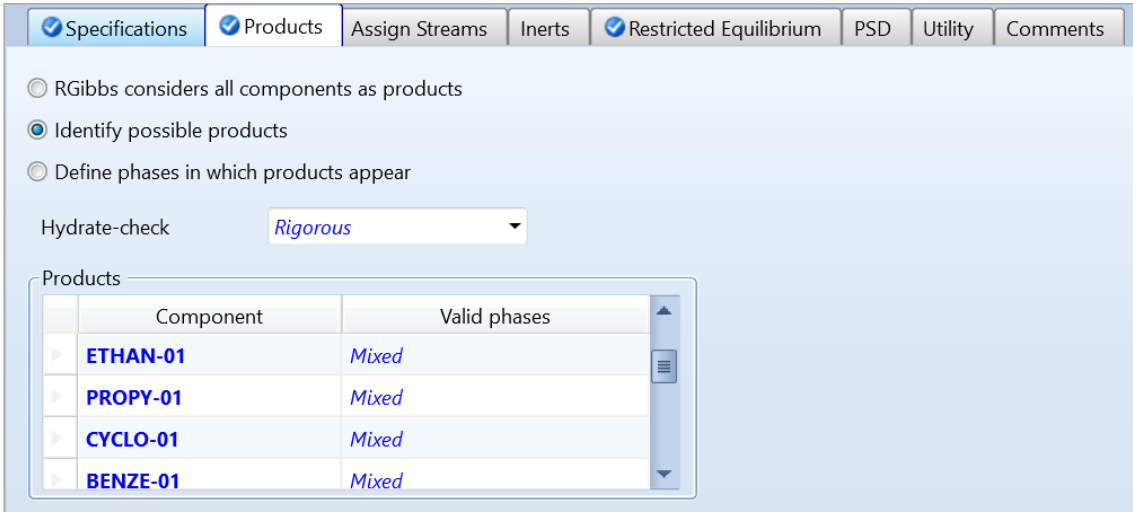 Specifications Products Assign Streams Inerts Restricted Equilibrium PSD Utility Comments
RGibbs considers all components as products
Identify possible products
Define phases in which products appear
Hydrate-check Rigorous
Products
Component Valid phases
ETHAN-01 Mixed
PROPY-01 Mixed
CYCLO-01 Mixed
BENZE-01 Mixed